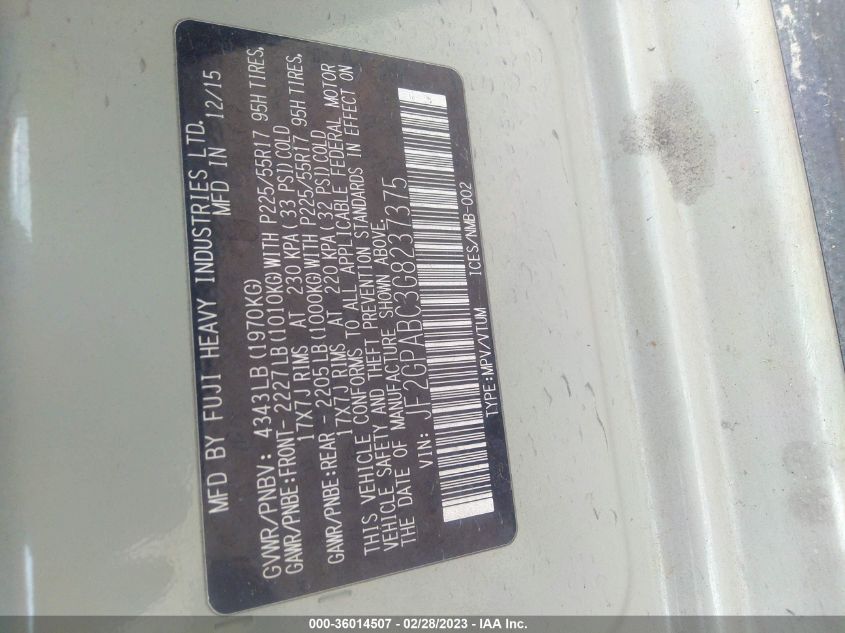 MFD BY FUJI HEAVY INDUSTRIES LTD.
MFD IN 12/15
GVWR/PNBV: 4343LB(1970KG)
GAWR/PNBE:FRONT-2227LB(1010KG)WITH P225/55R17 95H TIRES,
17X7J RIMS AT 230 KPA(33 PSI)COLD
GAWR/PNBE:REAR -2205LB(1000KG)WITH P225/55R17 95H TIRES,
17X7J RIMS AT 220 KPA(32 PSI)COLD
THIS VEHICLE CONFORMS TO ALL APPLICABLE FEDERAL MOTOR
VEHICLE SAFETY AND THEFT PREVENTION STANDARDS IN EFFECT ON
THE DATE OF MANUFACTURE SHOWN ABOVE.
VIN: JF2GPABC3G8237375
TYPE:MPV/VTUM ICES/NMB-002
000-36014507 - 02/28/2023 - © IAA Inc.